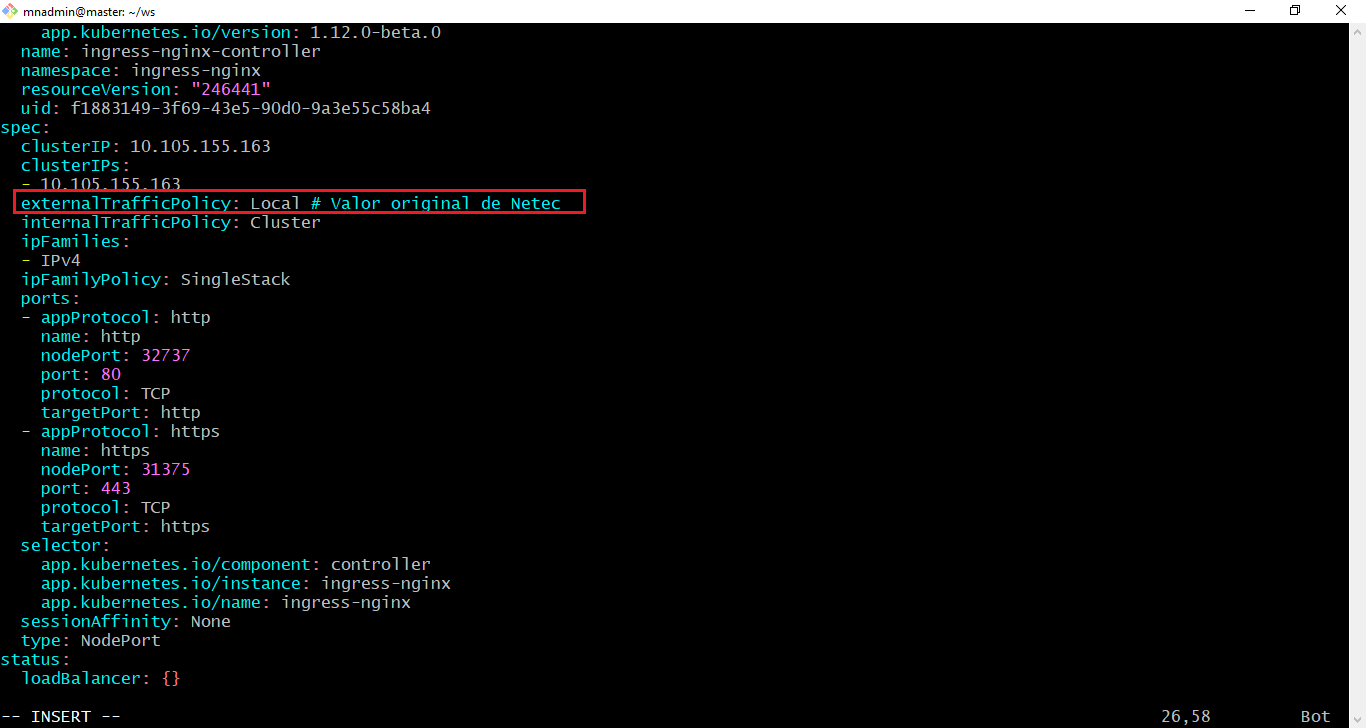 mnadmin@master: ~/ws
    app.kubernetes.io/version: 1.12.0-beta.0
  name: ingress-nginx-controller
  namespace: ingress-nginx
  resourceVersion: "246441"
  uid: f1883149-3f69-43e5-90d0-9a3e55c58ba4
spec:
  clusterIP: 10.105.155.163
  clusterIPs:
  - 10.105.155.163
  externalTrafficPolicy: Local # Valor original de Netec
  internalTrafficPolicy: Cluster
  ipFamilies:
  - IPv4
  ipFamilyPolicy: SingleStack
  ports:
  - appProtocol: http
    name: http
    nodePort: 32737
    port: 80
    protocol: TCP
    targetPort: http
  - appProtocol: https
    name: https
    nodePort: 31375
    port: 443
    protocol: TCP
    targetPort: https
  selector:
    app.kubernetes.io/component: controller
    app.kubernetes.io/instance: ingress-nginx
    app.kubernetes.io/name: ingress-nginx
  sessionAffinity: None
  type: NodePort
status:
  loadBalancer: {}
-- INSERT -- 26,58 Bot